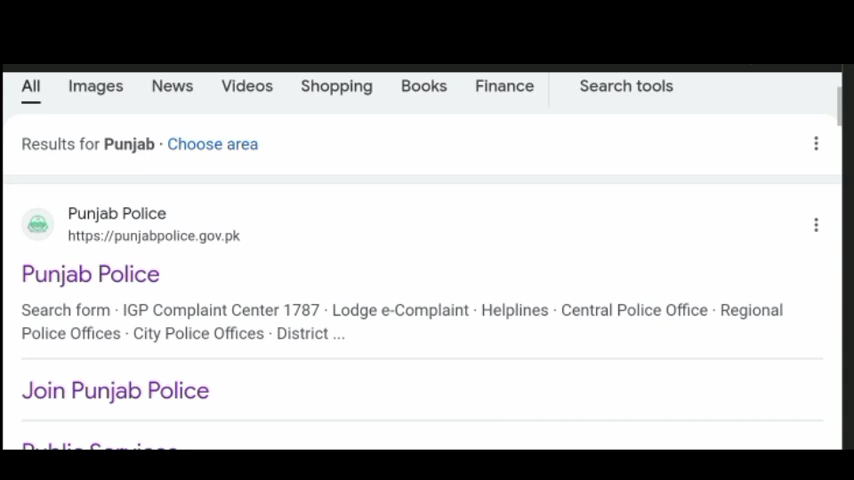 All Images News Videos Shopping Books Finance Search tools
Results for Punjab · Choose area
Punjab Police
https://punjabpolice.gov.pk
Punjab Police
Search form · IGP Complaint Center 1787 · Lodge e-Complaint · Helplines · Central Police Office · Regional
Police Offices · City Police Offices · District ...
Join Punjab Police
Public Services